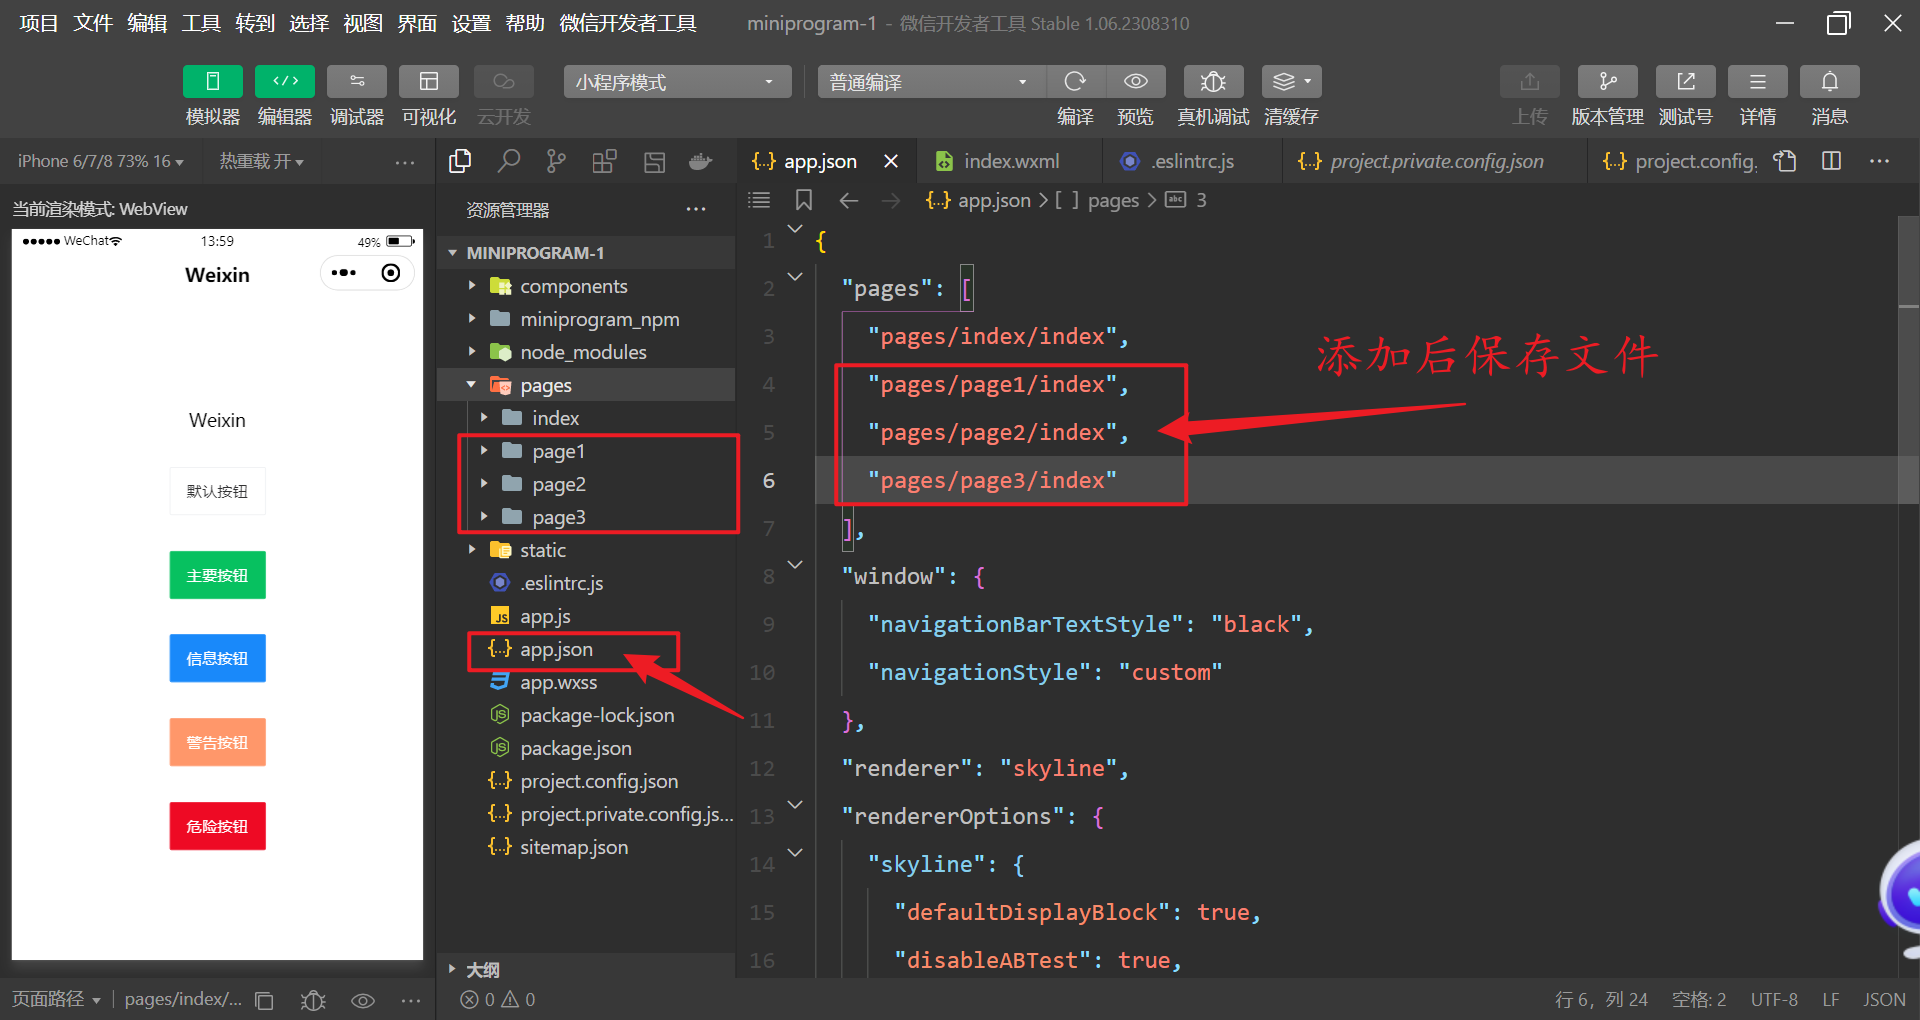 项目 文件 编辑 工具 转到 选择 视图 界面 设置 帮助 微信开发者工具
miniprogram-1 - 微信开发者工具 Stable 1.06.2308310
小程序模式
普通编译
模拟器
编辑器
调试器
可视化
云开发
编译
预览
真机调试
清缓存
上传
版本管理
测试号
详情
消息
iPhone 6/7/8 73% 16
热重载 开
当前渲染模式: WebView
WeChat
13:59
49%
Weixin
Weixin
默认按钮
主要按钮
信息按钮
警告按钮
危险按钮
页面路径
pages/index/...
资源管理器
MINIPROGRAM-1
components
miniprogram_npm
node_modules
pages
index
page1
page2
page3
static
.eslintrc.js
app.js
app.json
app.wxss
package-lock.json
package.json
project.config.json
project.private.config.js...
sitemap.json
大纲
0
0
app.json
index.wxml
.eslintrc.js
project.private.config.json
project.config.
{..} app.json > [ ] pages > abc 3
1 {
2 "pages": [
3 "pages/index/index",
4 "pages/page1/index",
5 "pages/page2/index",
6 "pages/page3/index"
7 ],
8 "window": {
9 "navigationBarTextStyle": "black",
10 "navigationStyle": "custom"
11 },
12 "renderer": "skyline",
13 "rendererOptions": {
14 "skyline": {
15 "defaultDisplayBlock": true,
16 "disableABTest": true,
添加后保存文件
行 6, 列 24
空格: 2
UTF-8
LF
JSON